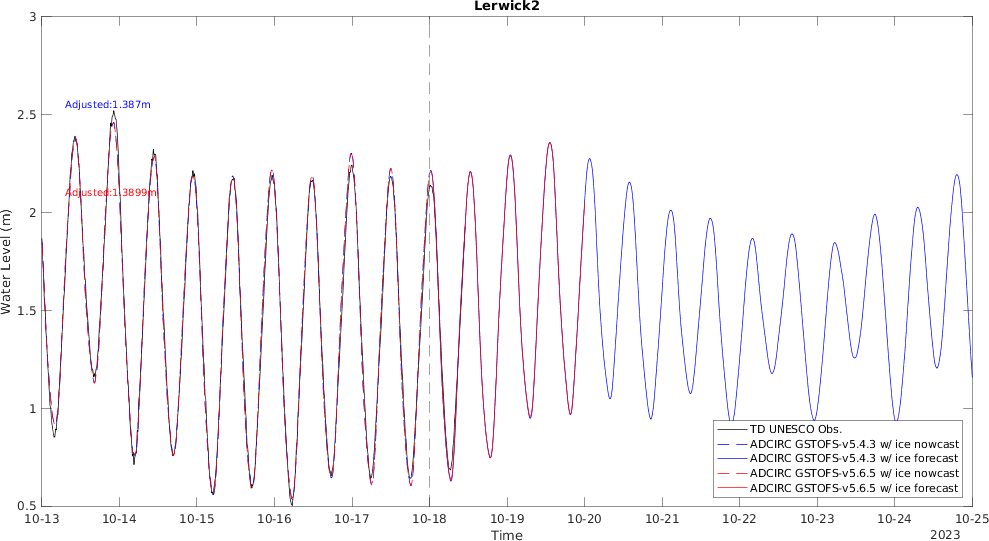 Lerwick2
3
2.5
2
1.5
1
0.5
Water Level (m)
Adjusted:1.387m
Adjusted:1.3899m
TD UNESCO Obs.
ADCIRC GSTOFS-v5.4.3 w/ ice nowcast
ADCIRC GSTOFS-v5.4.3 w/ ice forecast
ADCIRC GSTOFS-v5.6.5 w/ ice nowcast
ADCIRC GSTOFS-v5.6.5 w/ ice forecast
10-13 10-14 10-15 10-16 10-17 10-18 10-19 10-20 10-21 10-22 10-23 10-24 10-25
Time
2023